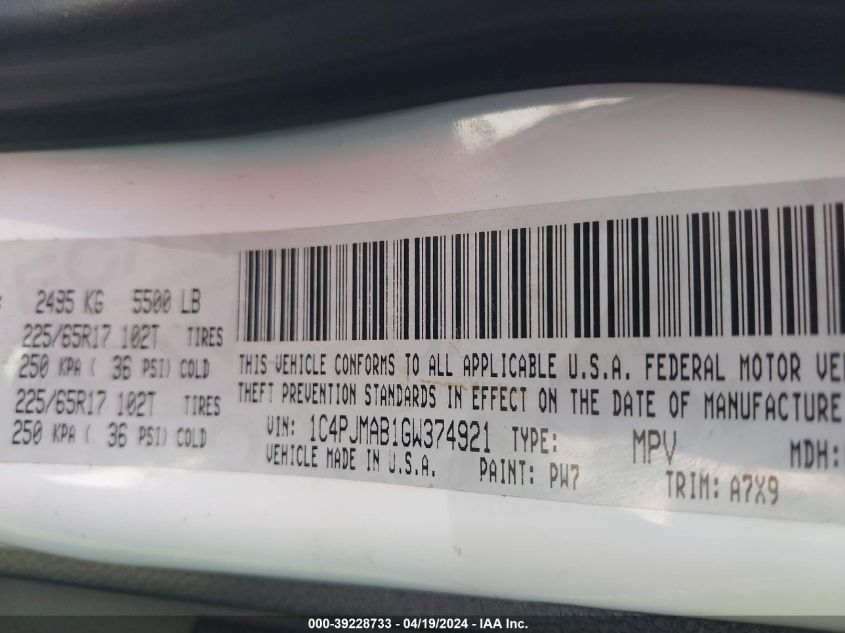 2495 KG 5500 LB
225/65R17 102T TIRES
250 KPA ( 36 PSI) COLD
225/65R17 102T TIRES
250 KPA ( 36 PSI) COLD
THIS VEHICLE CONFORMS TO ALL APPLICABLE U.S.A. FEDERAL MOTOR VE
THEFT PREVENTION STANDARDS IN EFFECT ON THE DATE OF MANUFACTURE
VIN: 1C4PJMAB1GW374921 TYPE: MPV MDH:
VEHICLE MADE IN U.S.A. PAINT: PW7 TRIM: A7X9
000-39228733 - 04/19/2024 - IAA Inc.